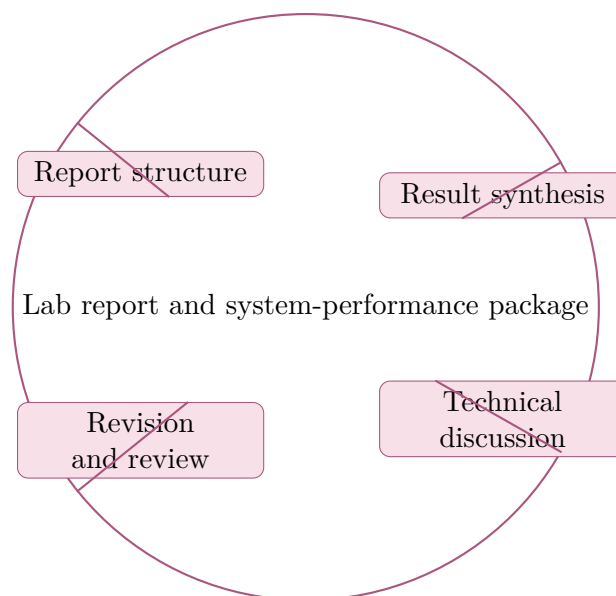 Report structure
Result synthesis
Lab report and system-performance package
Revision
and review
Technical
discussion